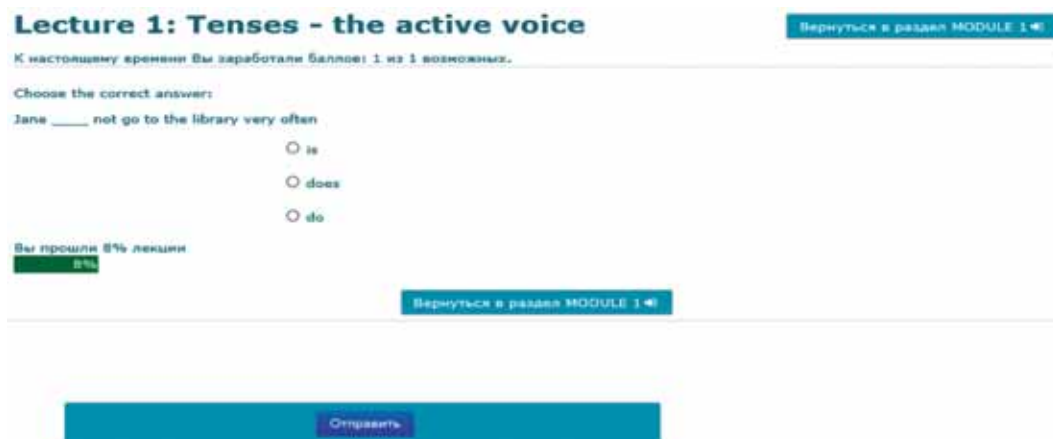 Lecture 1: Tenses - the active voice
Вернуться в раздел MODULE 1
К настоящему времени Вы заработали баллов: 1 из 1 возможных.
Choose the correct answer:
Jane ____ not go to the library very often
is
does
do
Вы прошли 8% лекции
8%
Вернуться в раздел MODULE 1
Отправить